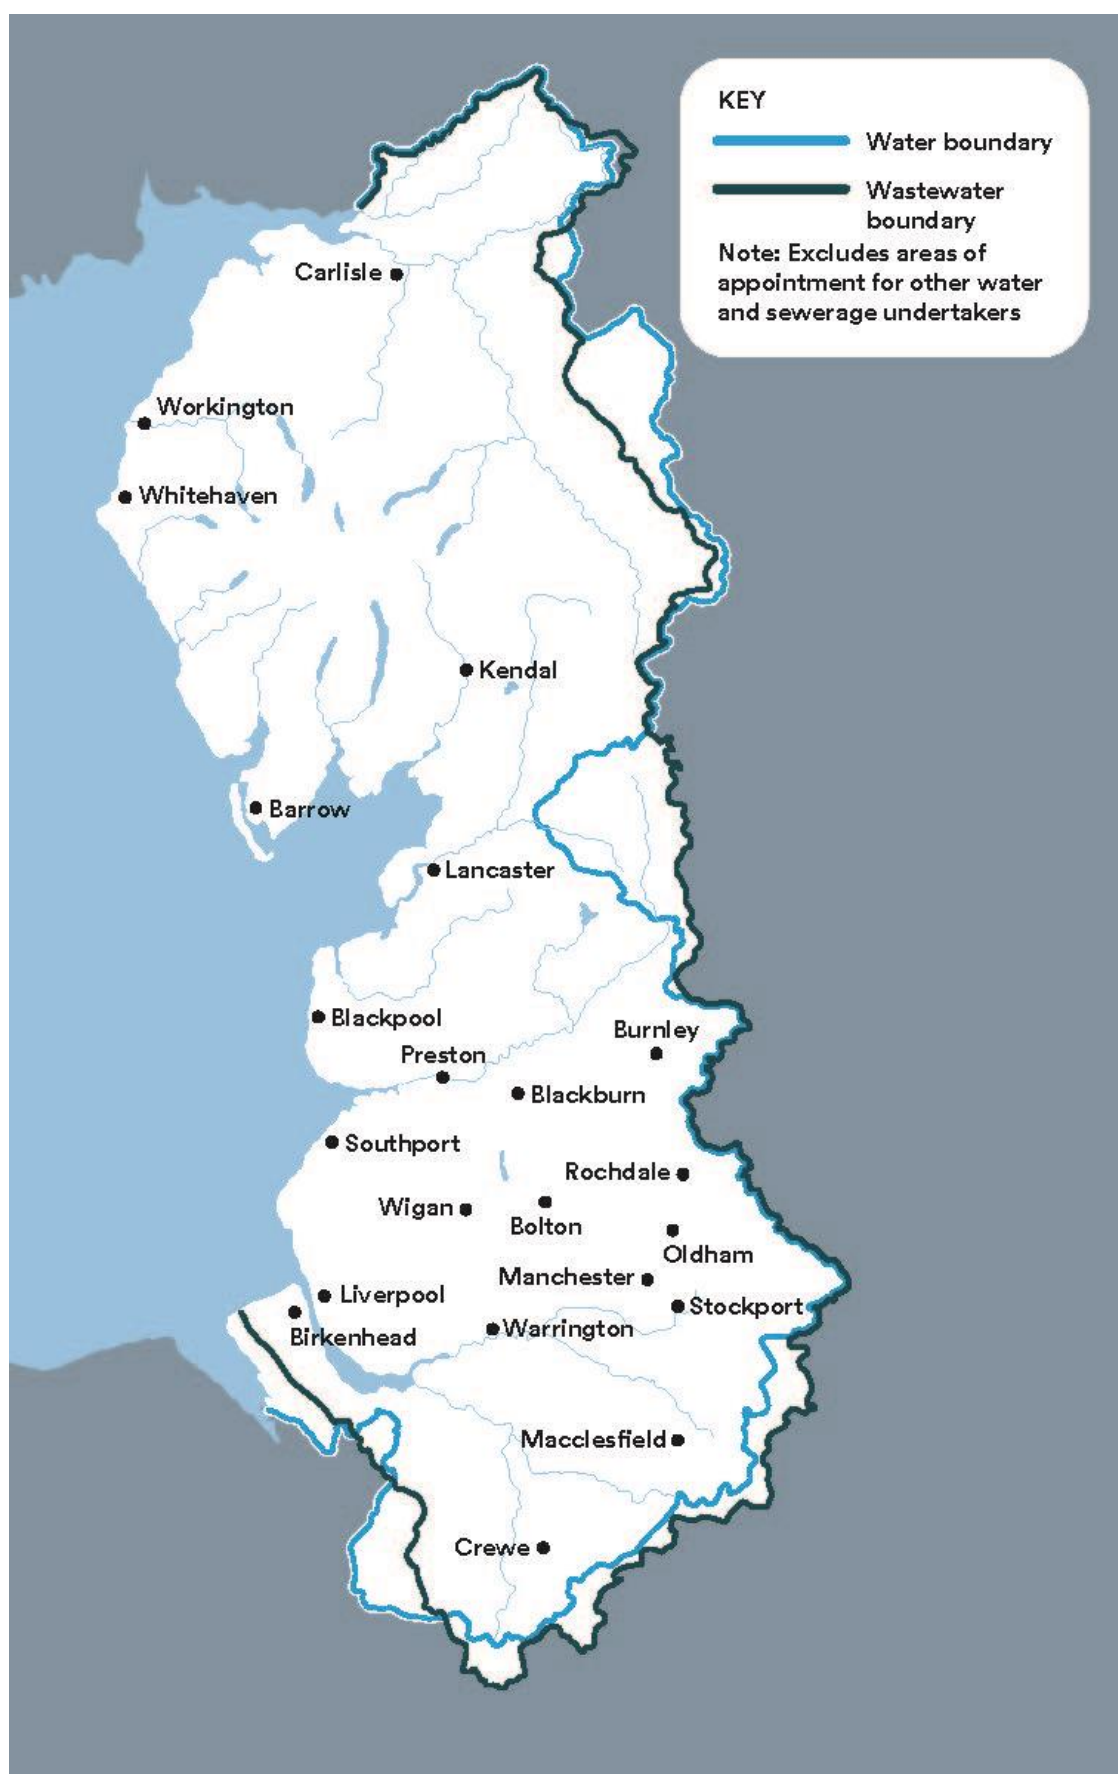 KEY
Water boundary
Wastewater
boundary
Note: Excludes areas of
appointment for other water
and sewerage undertakers
Carlisle
Workington
Whitehaven
Kendal
Barrow
Lancaster
Blackpool
Burnley
Preston
Blackburn
Southport
Rochdale
Wigan
Bolton
Oldham
Manchester
Liverpool
Stockport
Birkenhead
Warrington
Macclesfield
Crewe